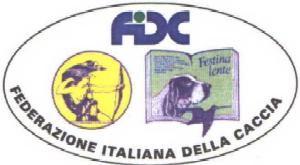 FIDC
Festina
lente
FEDERAZIONE ITALIANA DELLA CACCIA